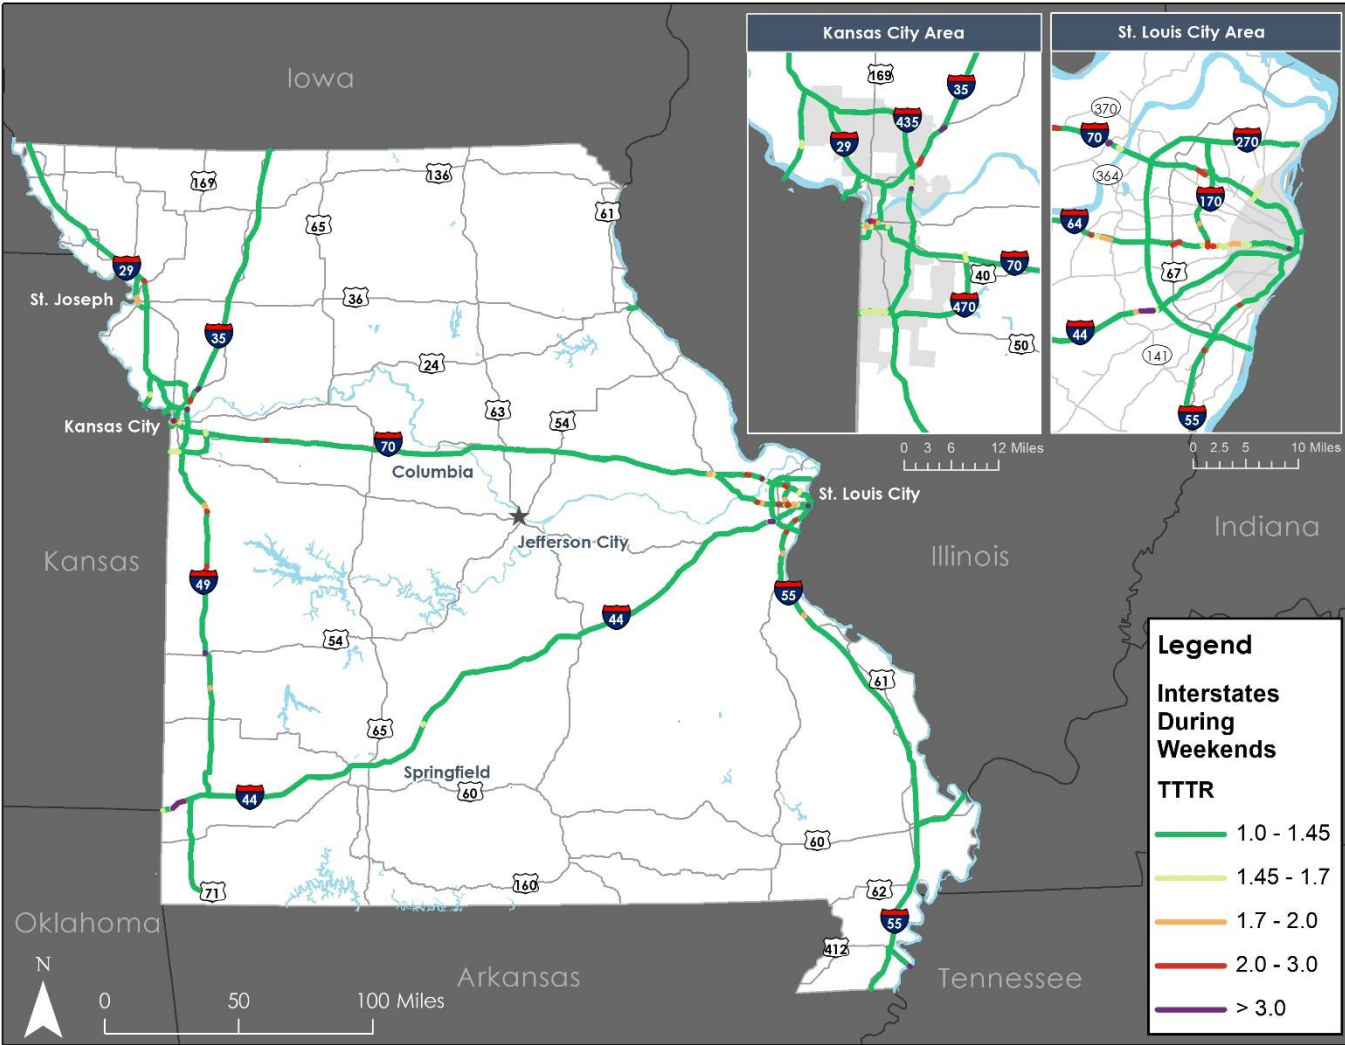 Kansas City Area
St. Louis City Area
Iowa
169
35
435
29
70
40
470
50
0 3 6 12 Miles
370
70
270
364
170
64
67
44
141
55
0 2.5 5 10 Miles
169
136
65
61
29
St. Joseph
36
35
24
63
54
Kansas City
70
Columbia
St. Louis City
Jefferson City
Kansas
Illinois
Indiana
49
44
55
54
61
65
Springfield
60
44
60
71
160
62
55
412
Oklahoma
Arkansas
Tennessee
N
0 50 100 Miles
Legend
Interstates
During
Weekends
TTTR
1.0 - 1.45
1.45 - 1.7
1.7 - 2.0
2.0 - 3.0
> 3.0